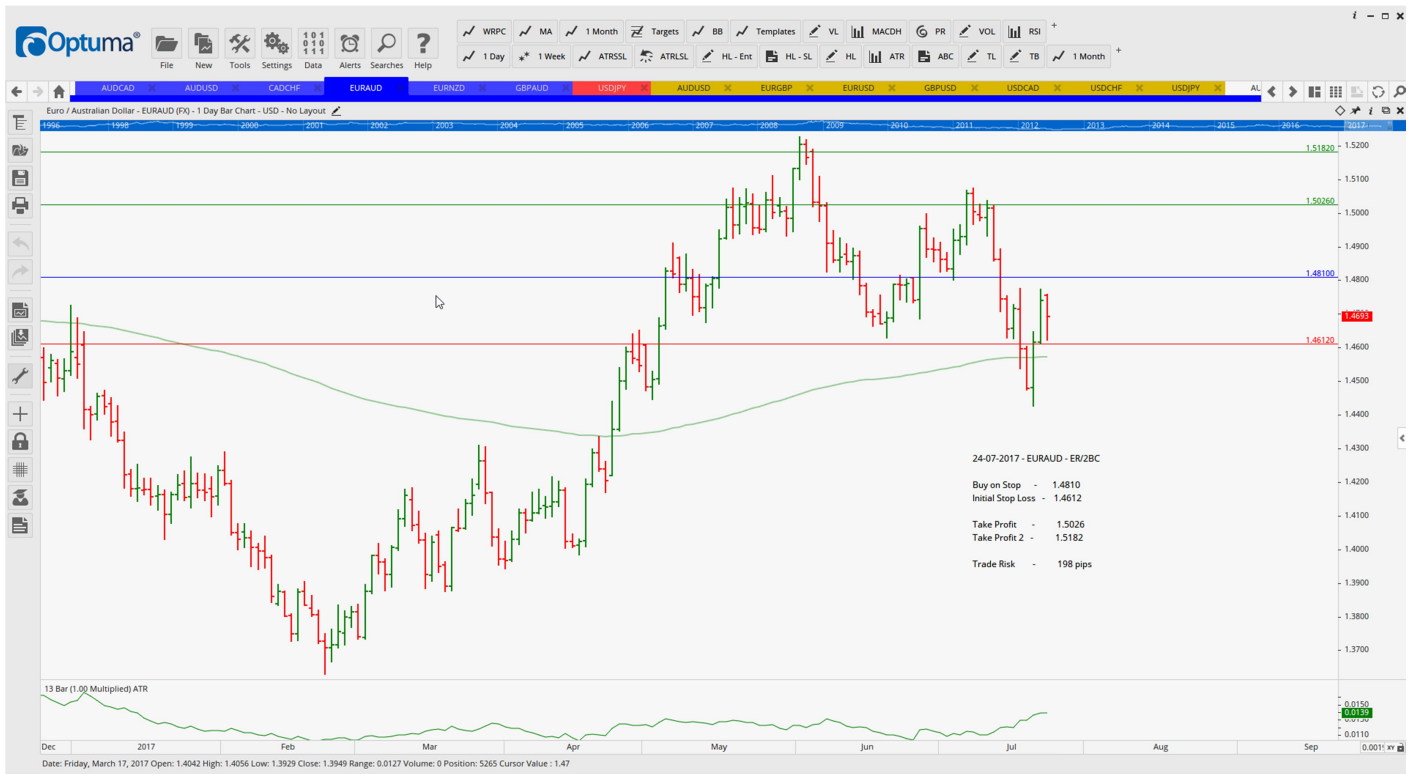 Optuma®
File
New
Tools
Settings
Data
Alerts
Searches
Help
WRPC
MA
1 Month
Targets
BB
Templates
VL
MACDH
PR
VOL
RSI
1 Day
1 Week
ATRSSL
ATRLSL
HL - Ent
HL - SL
HL
ATR
ABC
TL
TB
1 Month
AUDCAD
AUDUSD
CADCHF
EURAUD
EURNZD
GBPAUD
USDJPY
AUDUSD
EURGBP
EURUSD
GBPUSD
USDCAD
USDCHF
USDJPY
AU
Euro / Australian Dollar - EURAUD (FX) - 1 Day Bar Chart - USD - No Layout
1996 1998 1999 2000 2001 2002 2003 2004 2005 2006 2007 2008 2009 2010 2011 2012 2013 2014 2015 2016 2017
1.5182
1.5026
1.4810
1.4612
1.5200
1.5100
1.5000
1.4900
1.4800
1.4693
1.4600
1.4500
1.4400
1.4300
1.4200
1.4100
1.4000
1.3900
1.3800
1.3700
24-07-2017 - EURAUD - ER/2BC
Buy on Stop - 1.4810
Initial Stop Loss - 1.4612
Take Profit - 1.5026
Take Profit 2 - 1.5182
Trade Risk - 198 pips
13 Bar (1.00 Multiplied) ATR
0.0150
0.0139
0.0110
Dec 2017 Feb Mar Apr May Jun Jul Aug Sep
XY
Date: Friday, March 17, 2017 Open: 1.4042 High: 1.4056 Low: 1.3929 Close: 1.3949 Range: 0.0127 Volume: 0 Position: 5265 Cursor Value : 1.47